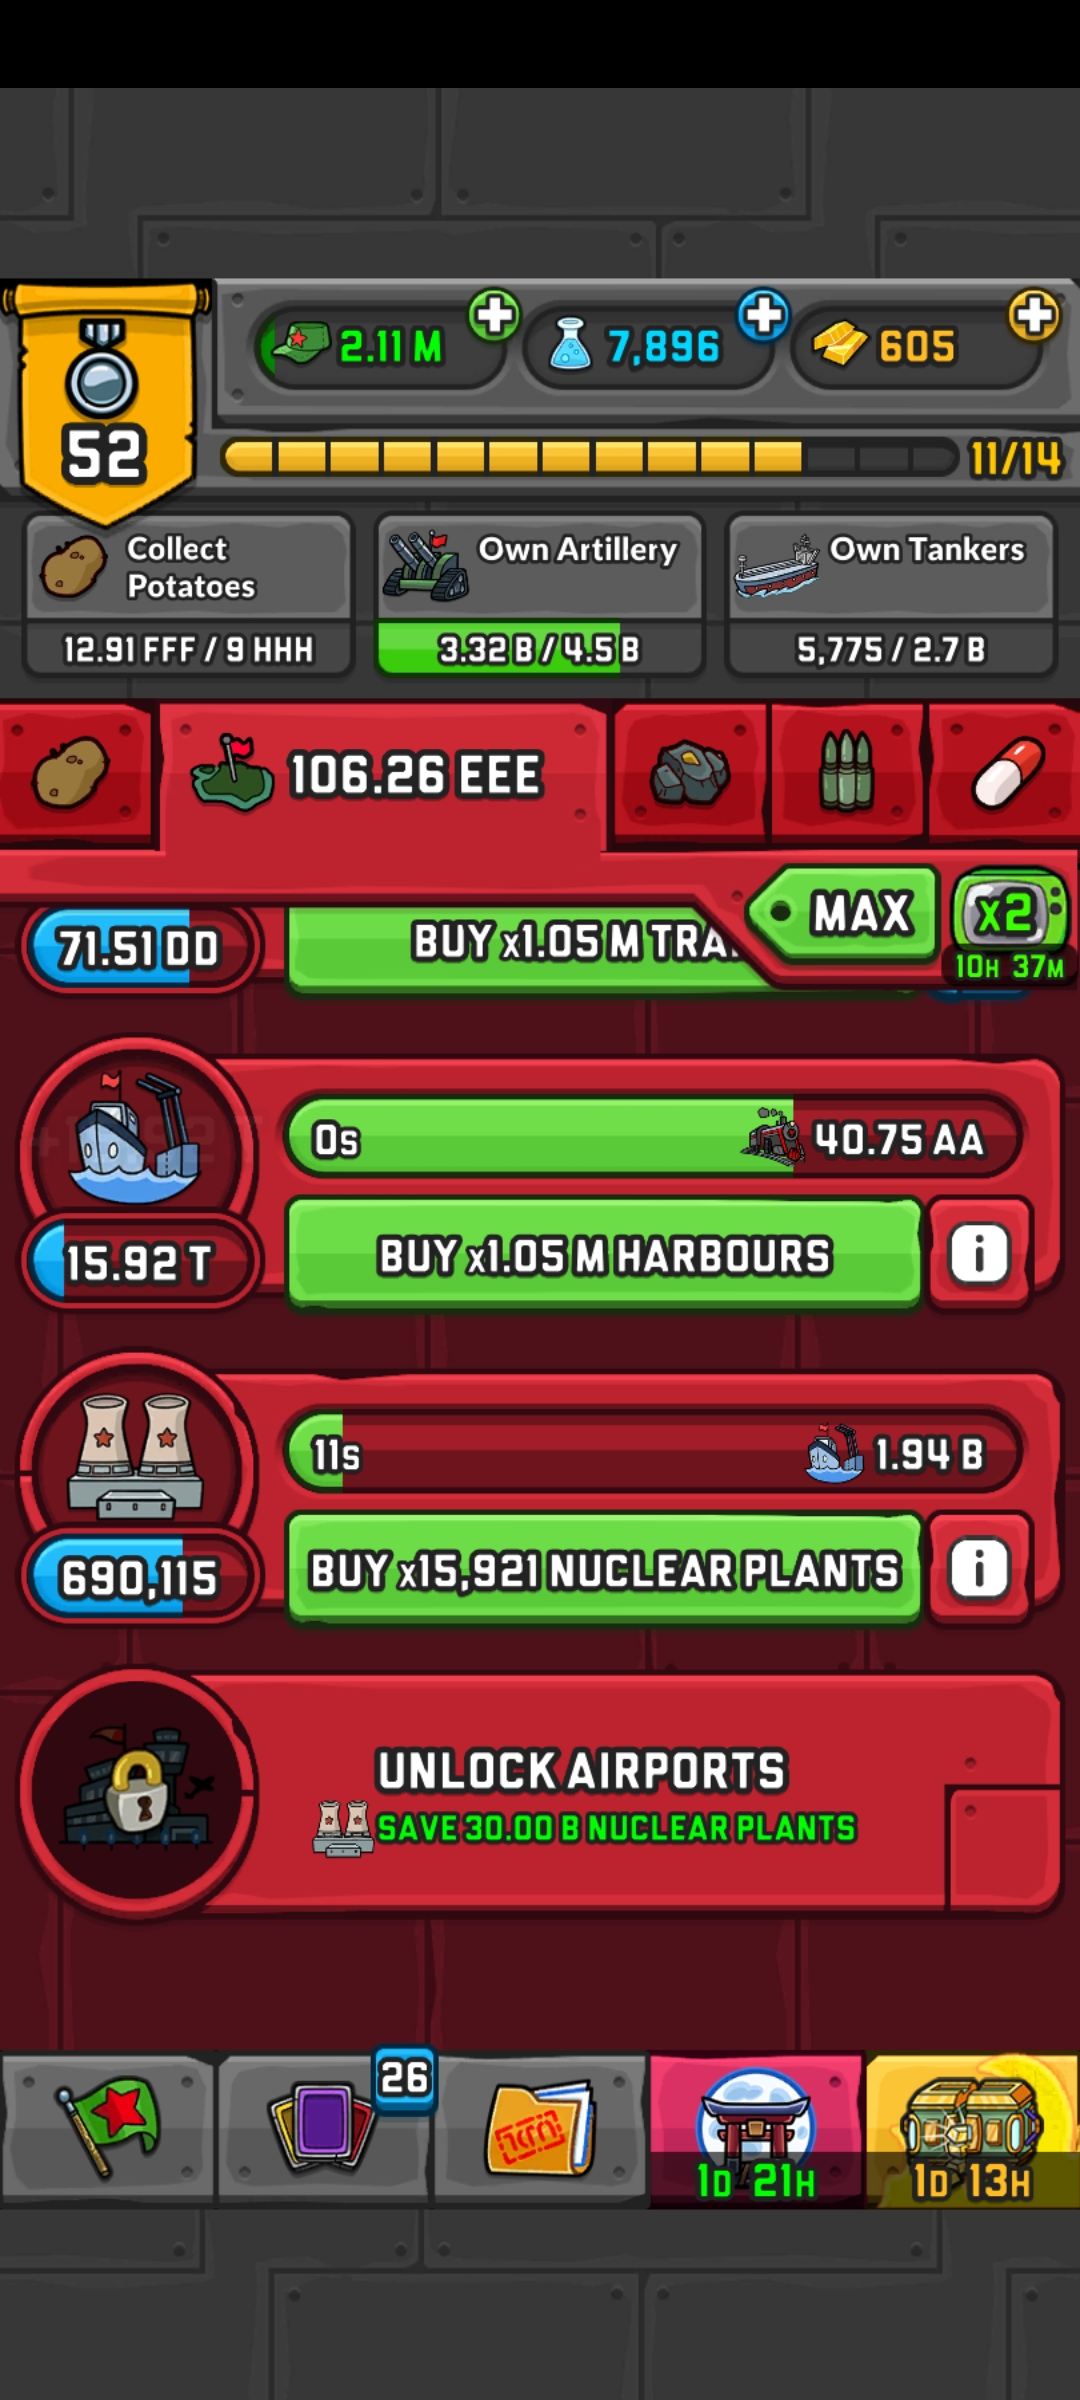 2.11 M
7,896
605
52
11/14
Collect
Potatoes
Own Artillery
Own Tankers
12.91 FFF / 9 HHH
3.32 B / 4.5 B
5,775 / 2.7 B
106.26 EEE
MAX
x2
10H 37M
71.51 DD
BUY x1.05 M TRA
0s
40.75 AA
15.92 T
BUY x1.05 M HARBOURS
i
11s
1.94 B
690,115
BUY x15,921 NUCLEAR PLANTS
i
UNLOCK AIRPORTS
SAVE 30.00 B NUCLEAR PLANTS
26
1D 21H
1D 13H